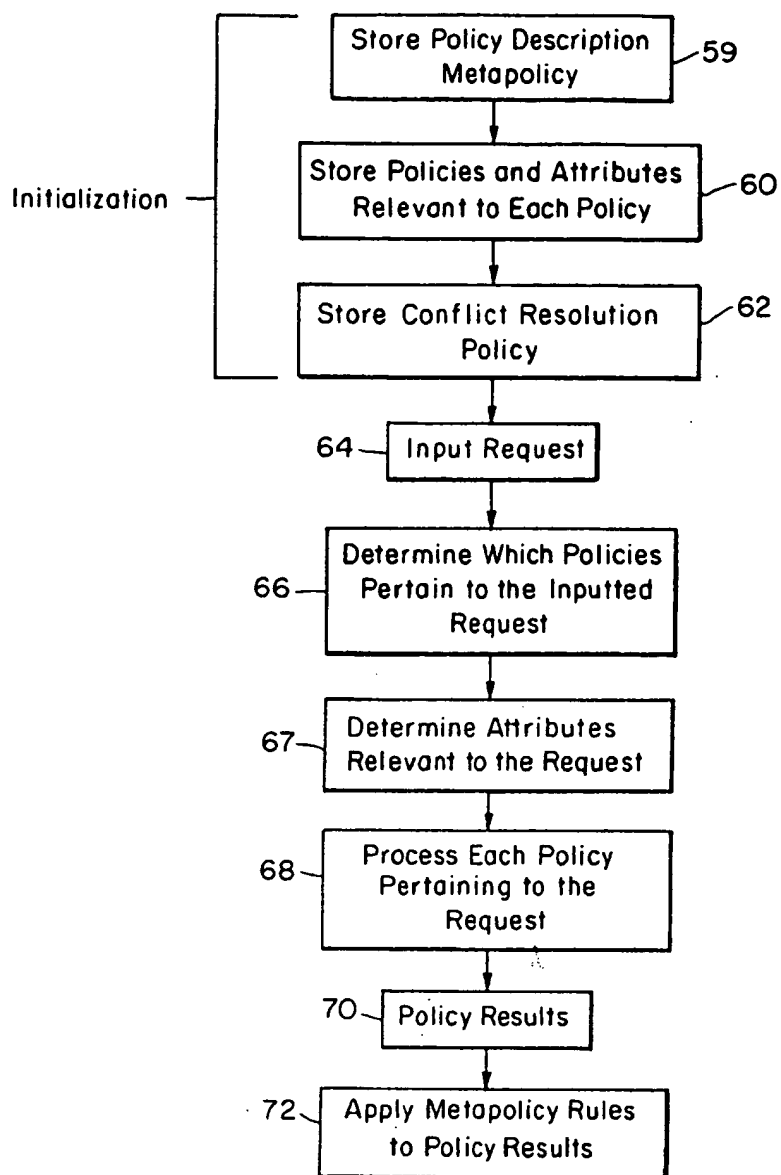 Store Policy Description
Metapolicy
59
Store Policies and Attributes
Relevant to Each Policy
60
Initialization
Store Conflict Resolution
Policy
62
64
Input Request
66
Determine Which Policies
Pertain to the Inputted
Request
67
Determine Attributes
Relevant to the Request
68
Process Each Policy
Pertaining to the
Request
70
Policy Results
72
Apply Metapolicy Rules
to Policy Results